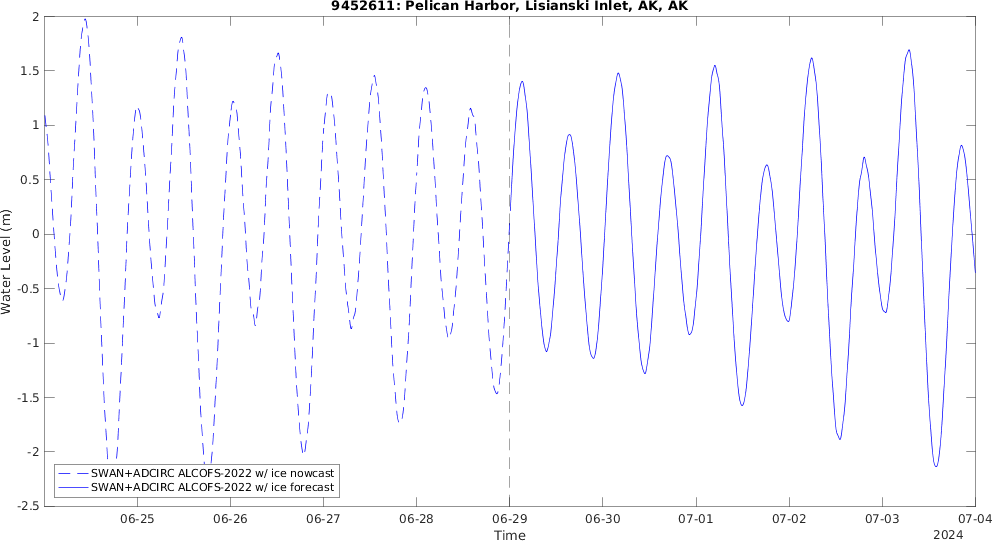 9452611: Pelican Harbor, Lisianski Inlet, AK, AK
2
1.5
1
0.5
0
-0.5
-1
-1.5
-2
-2.5
Water Level (m)
SWAN+ADCIRC ALCOFS-2022 w/ ice nowcast
SWAN+ADCIRC ALCOFS-2022 w/ ice forecast
06-25 06-26 06-27 06-28 06-29 06-30 07-01 07-02 07-03 07-04
Time
2024